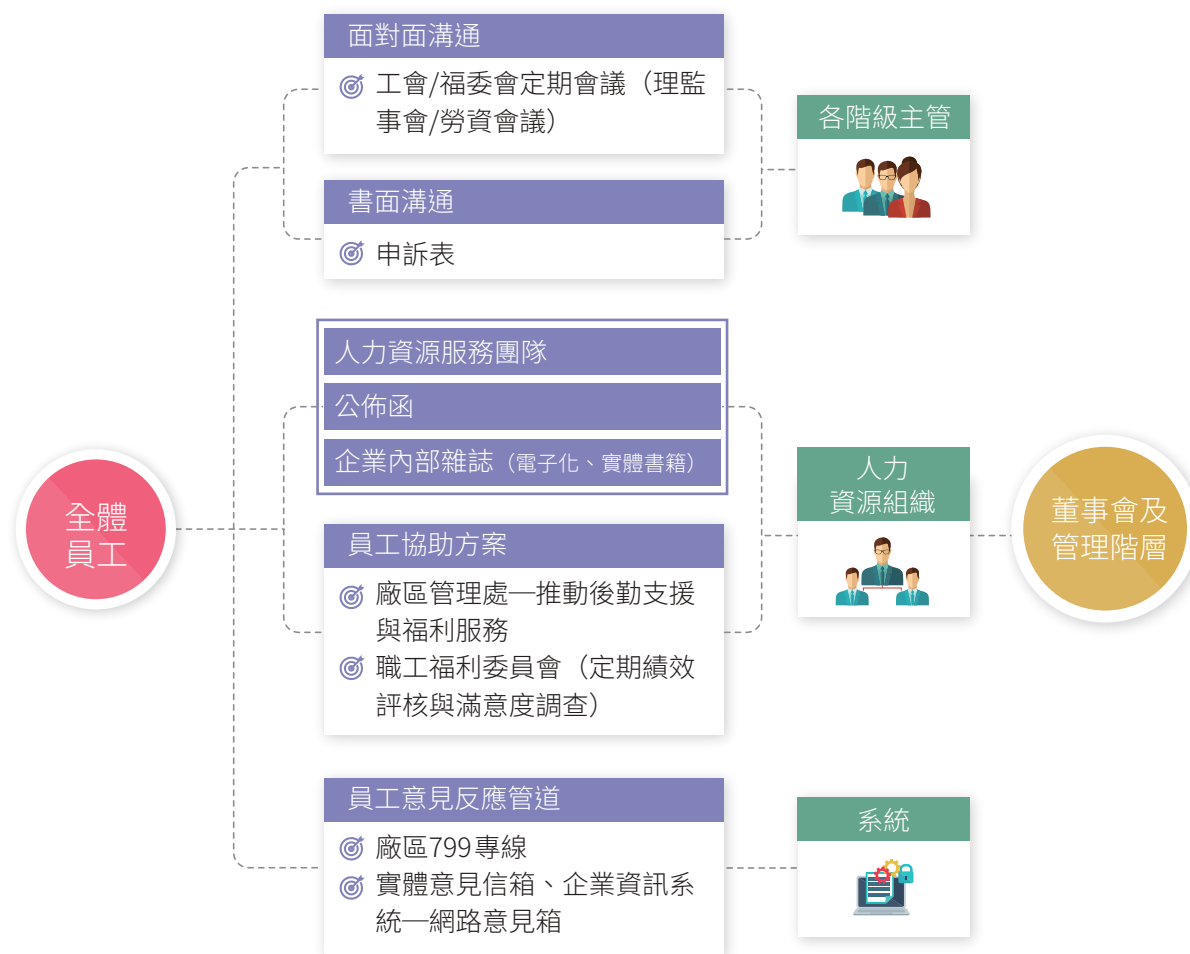 面對面溝通
工會/福委會定期會議（理監
事會/勞資會議）
各階級主管
書面溝通
申訴表
人力資源服務團隊
公佈函
企業內部雜誌（電子化、實體書籍）
全體
員工
人力
資源組織
董事會及
管理階層
員工協助方案
廠區管理處—推動後勤支援
與福利服務
職工福利委員會（定期績效
評核與滿意度調查）
員工意見反應管道
廠區799專線
實體意見信箱、企業資訊系
統—網路意見箱
系統